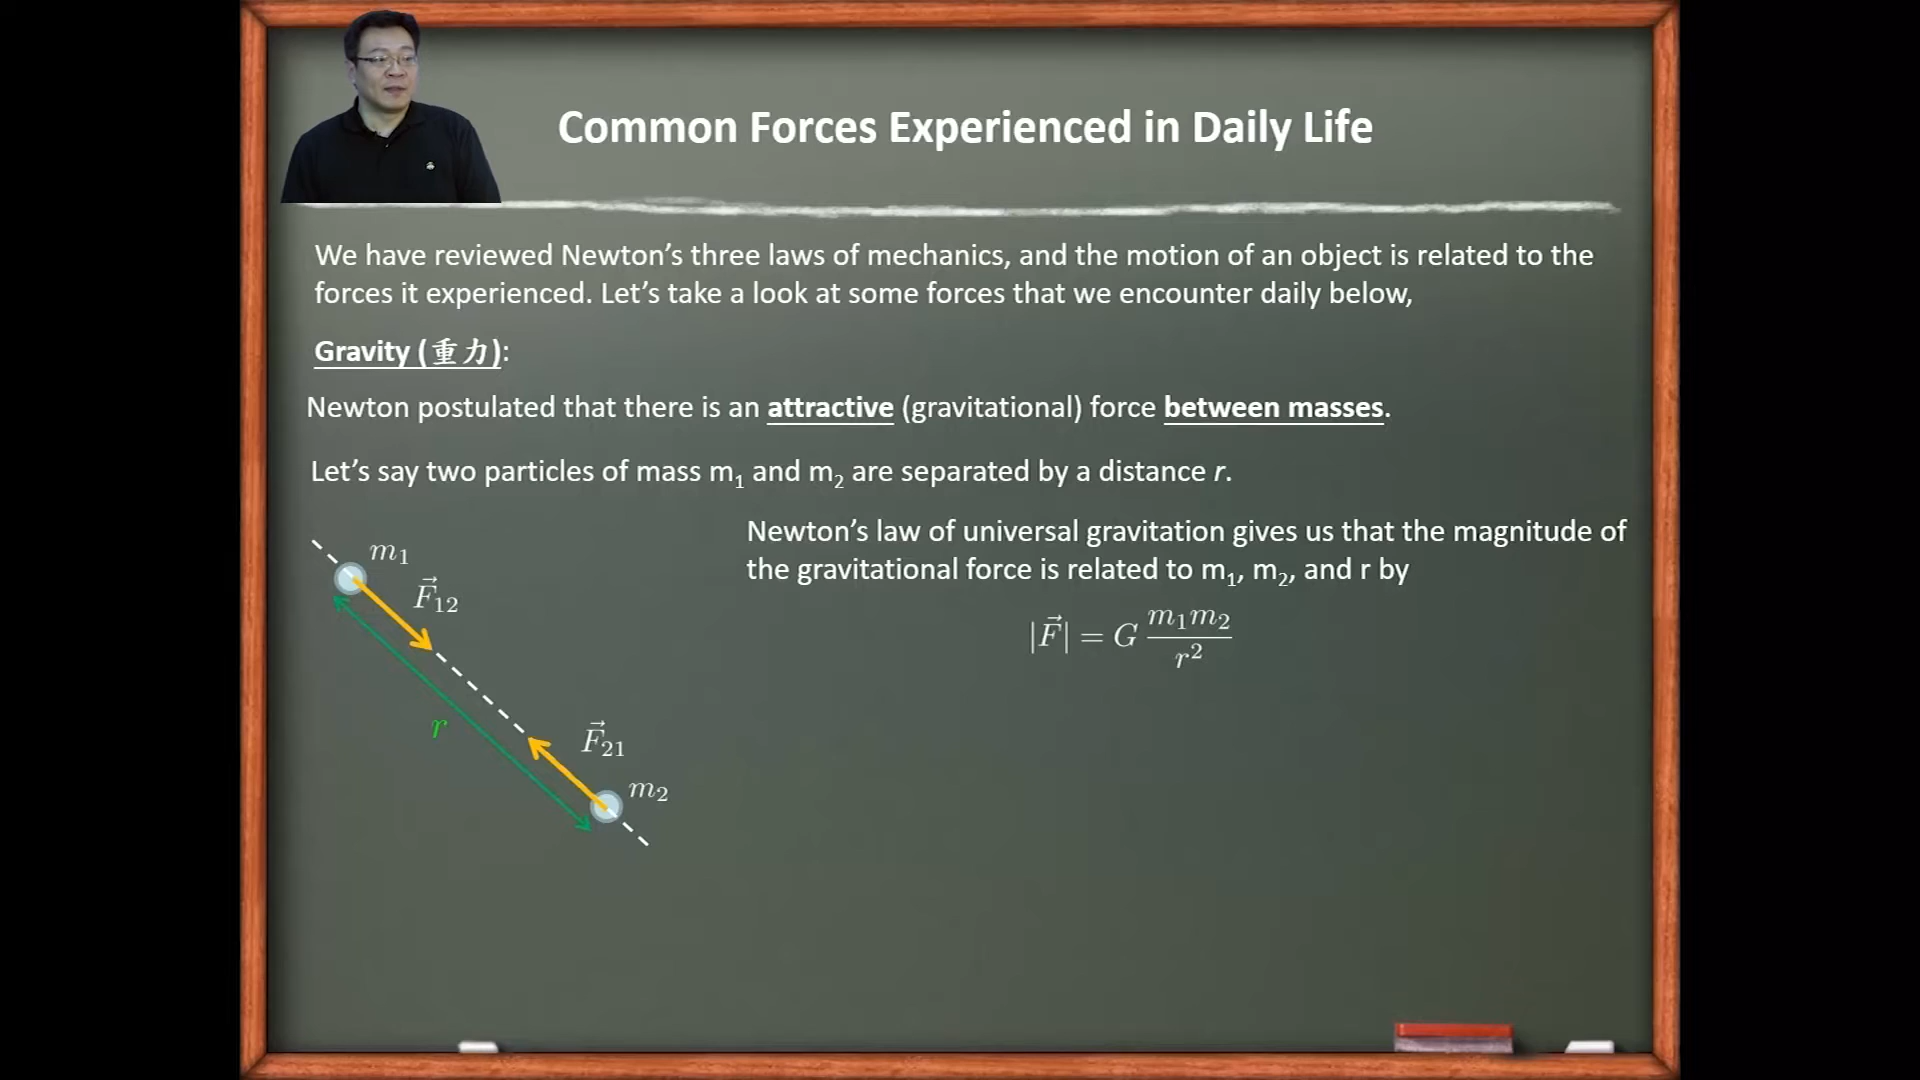 Common Forces Experienced in Daily Life
We have reviewed Newton’s three laws of mechanics, and the motion of an object is related to the
forces it experienced. Let’s take a look at some forces that we encounter daily below,
Gravity (重力):
Newton postulated that there is an attractive (gravitational) force between masses.
Let’s say two particles of mass m₁ and m₂ are separated by a distance r.
Newton’s law of universal gravitation gives us that the magnitude of
the gravitational force is related to m₁, m₂, and r by
|F⃗| = G m₁m₂/r²
m₁
F⃗₁₂
r
F⃗₂₁
m₂